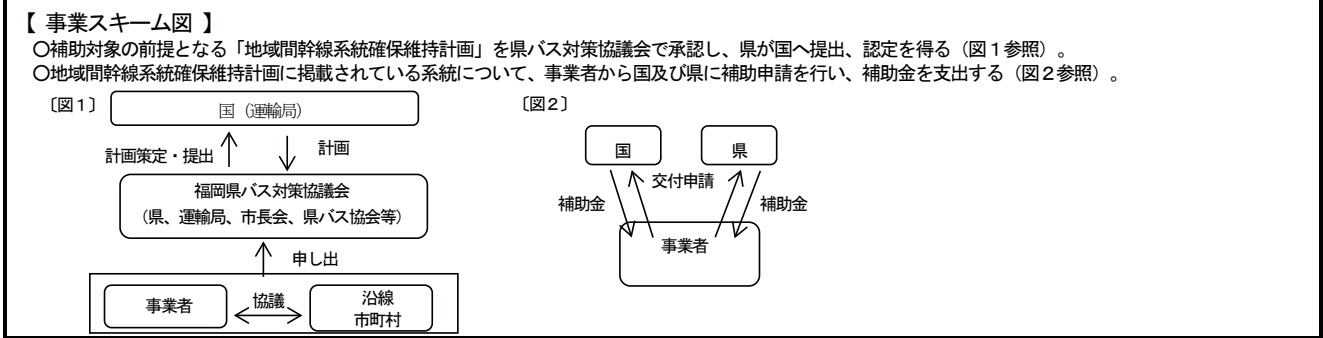 【 事業スキーム図 】
〇補助対象の前提となる「地域間幹線系統確保維持計画」を県バス対策協議会で承認し、県が国へ提出、認定を得る（図１参照）。
〇地域間幹線系統確保維持計画に掲載されている系統について、事業者から国及び県に補助申請を行い、補助金を支出する（図２参照）。
〔図１〕
国（運輸局）
計画策定・提出
計画
福岡県バス対策協議会
（県、運輸局、市長会、県バス協会等）
申し出
事業者
協議
沿線
市町村
〔図２〕
国
県
交付申請
補助金
補助金
事業者